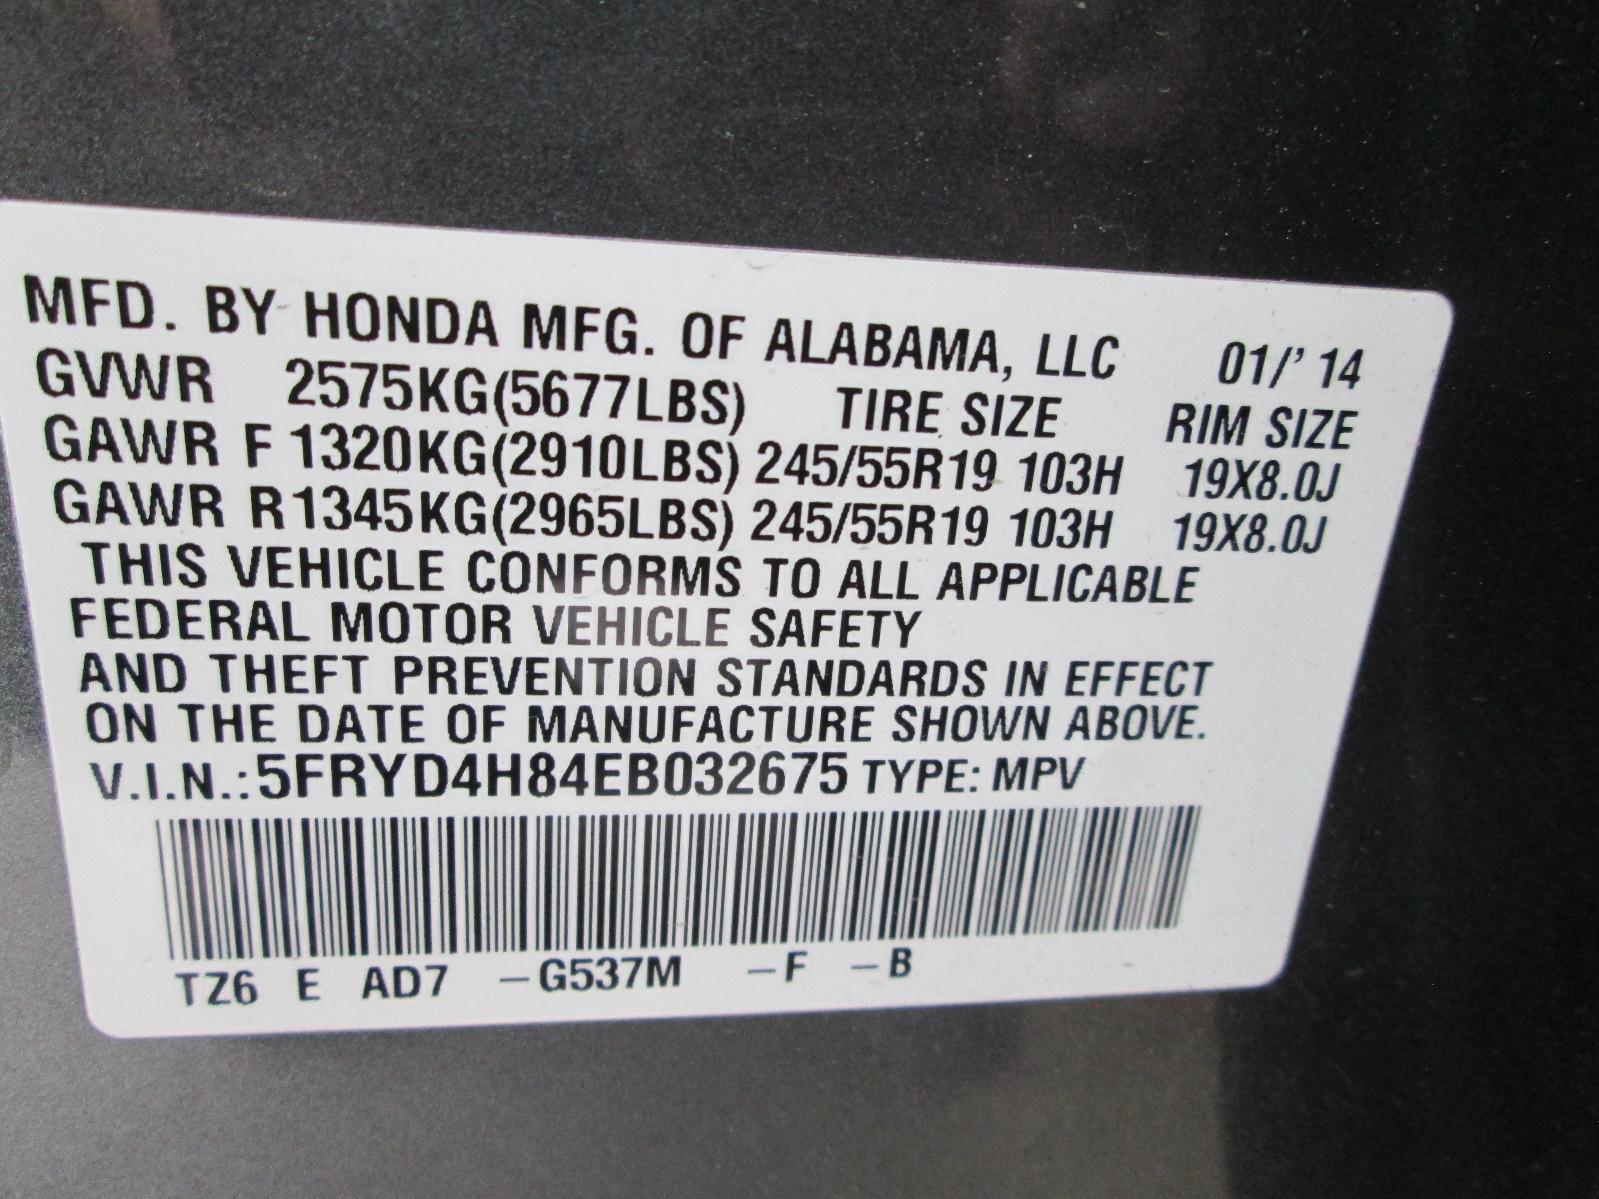 MFD. BY HONDA MFG. OF ALABAMA, LLC 01/'14
GVWR 2575KG(5677LBS) TIRE SIZE RIM SIZE
GAWR F 1320KG(2910LBS) 245/55R19 103H 19X8.0J
GAWR R1345KG(2965LBS) 245/55R19 103H 19X8.0J
THIS VEHICLE CONFORMS TO ALL APPLICABLE
FEDERAL MOTOR VEHICLE SAFETY
AND THEFT PREVENTION STANDARDS IN EFFECT
ON THE DATE OF MANUFACTURE SHOWN ABOVE.
V.I.N.:5FRYD4H84EB032675 TYPE: MPV
TZ6 E AD7 –G537M –F –B